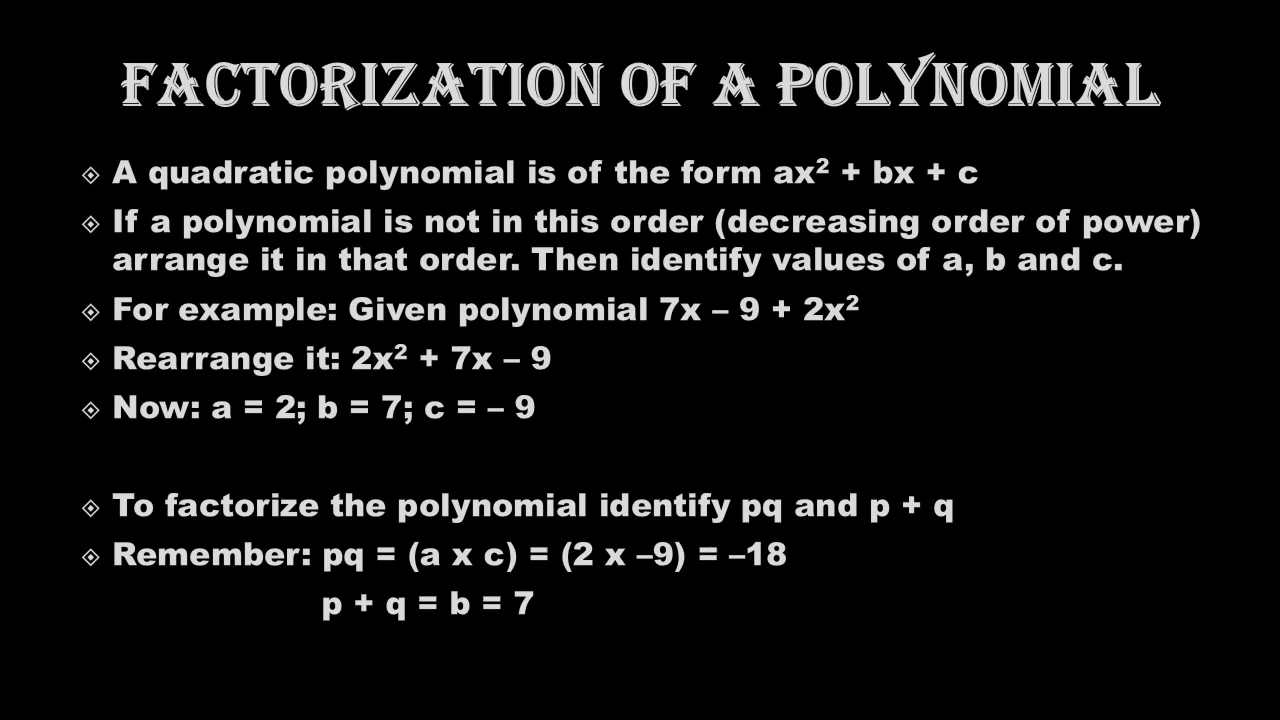 FACTORIZATION OF A POLYNOMIAL
A quadratic polynomial is of the form ax² + bx + c
If a polynomial is not in this order (decreasing order of power)
arrange it in that order. Then identify values of a, b and c.
For example: Given polynomial 7x – 9 + 2x²
Rearrange it: 2x² + 7x – 9
Now: a = 2; b = 7; c = – 9
To factorize the polynomial identify pq and p + q
Remember: pq = (a x c) = (2 x –9) = –18
p + q = b = 7